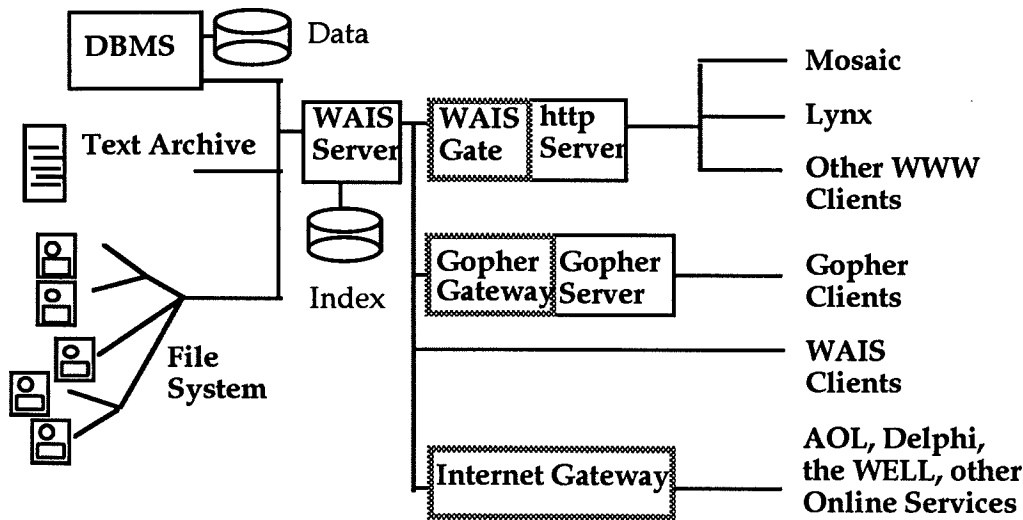 DBMS
Data
Text Archive
WAIS
Server
Index
File
System
WAIS
Gate
http
Server
Gopher
Gateway
Gopher
Server
Internet Gateway
Mosaic
Lynx
Other WWW
Clients
Gopher
Clients
WAIS
Clients
AOL, Delphi,
the WELL, other
Online Services